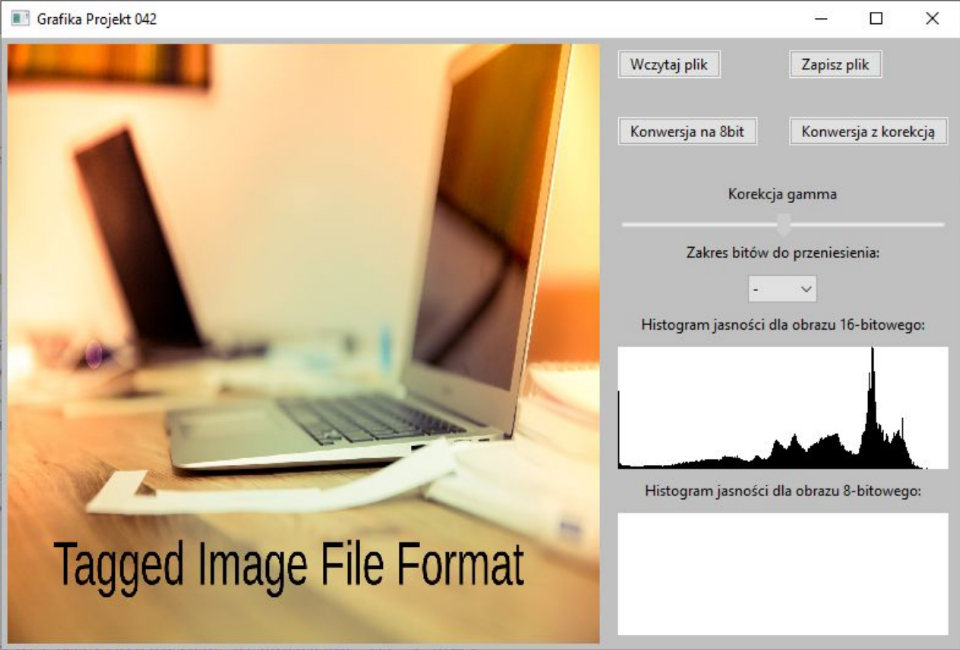 Grafika Projekt 042
Wczytaj plik
Zapisz plik
Konwersja na 8bit
Konwersja z korekcją
Korekcja gamma
Zakres bitów do przeniesienia:
-
Histogram jasności dla obrazu 16-bitowego:
Histogram jasności dla obrazu 8-bitowego:
Tagged Image File Format